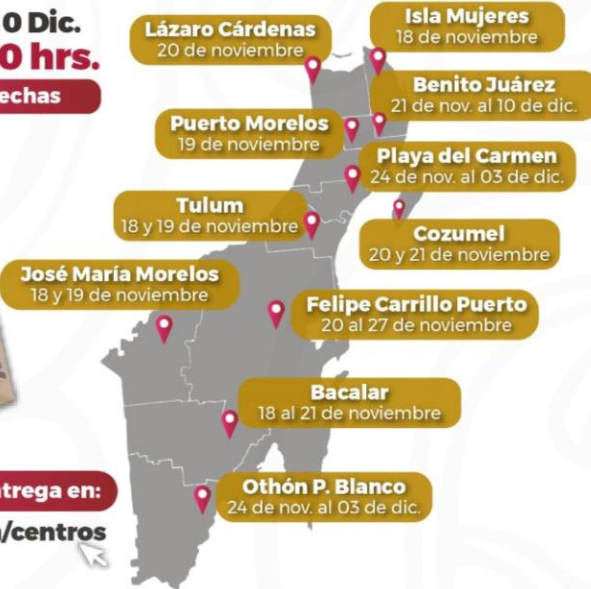 0 Dic.
0 hrs.
echas
Lázaro Cárdenas
20 de noviembre
Isla Mujeres
18 de noviembre
Benito Juárez
21 de nov. al 10 de dic.
Puerto Morelos
19 de noviembre
Playa del Carmen
24 de nov. al 03 de dic.
Tulum
18 y 19 de noviembre
Cozumel
20 y 21 de noviembre
José María Morelos
18 y 19 de noviembre
Felipe Carrillo Puerto
20 al 27 de noviembre
Bacalar
18 al 21 de noviembre
Othón P. Blanco
24 de nov. al 03 de dic.
trega en:
/centros